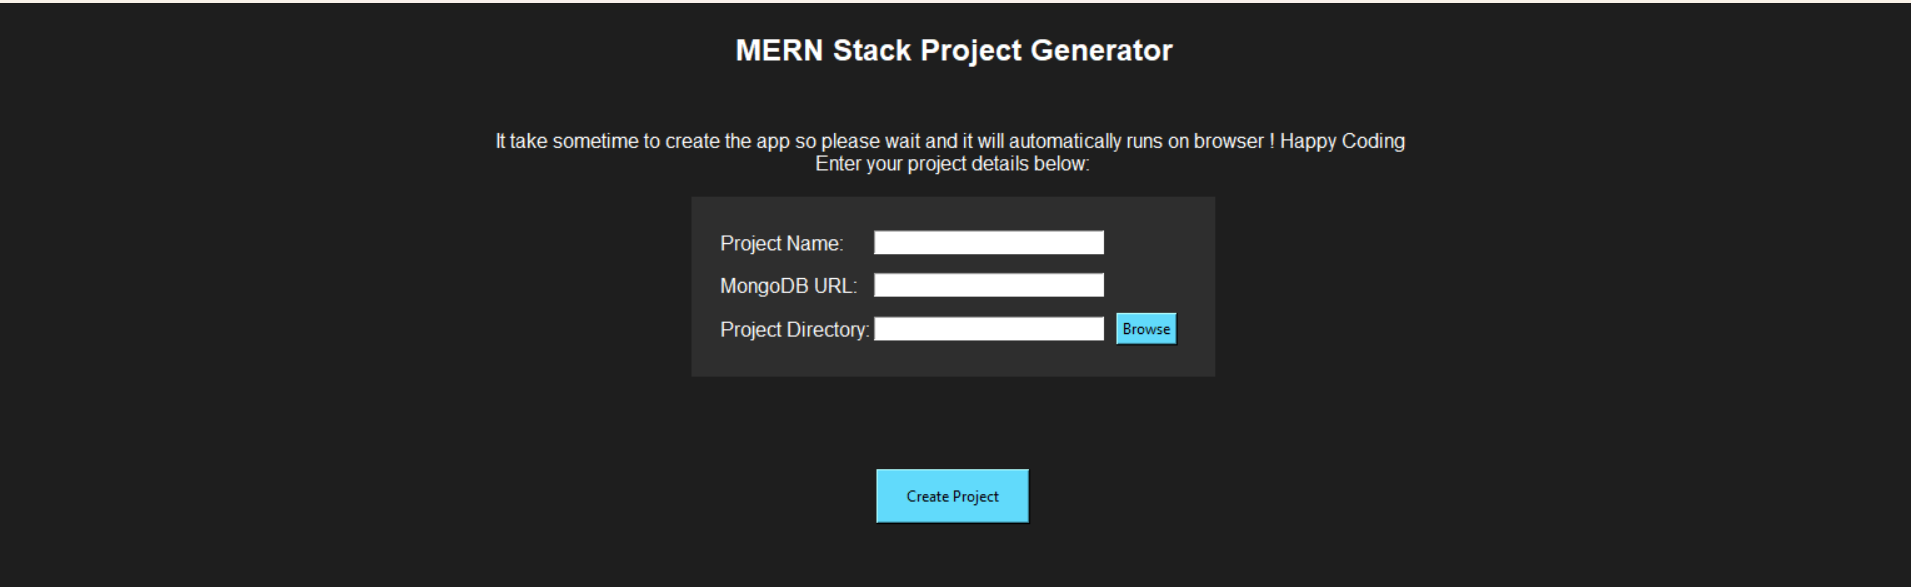 MERN Stack Project Generator
It take sometime to create the app so please wait and it will automatically runs on browser ! Happy Coding
Enter your project details below:
Project Name:
MongoDB URL:
Project Directory:
Browse
Create Project